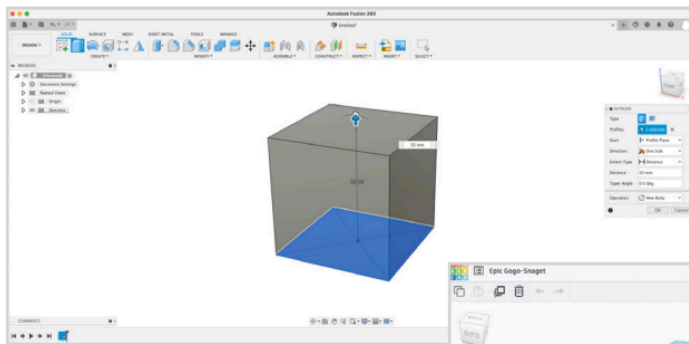 Autodesk Fusion 360
Untitled*
DESIGN
SOLID SURFACE MESH SHEET METAL TOOLS MANAGE
CREATE MODIFY ASSEMBLE CONSTRUCT INSPECT INSERT SELECT
BROWSER
Document Settings
Named Views
Origin
Sketches
50 mm
EXTRUDE
Type
Profiles 1 selected
Start Profile Plane
Direction One Side
Extent Type Distance
Distance 50 mm
Taper Angle 0.0 deg
Operation New Body
OK Cancel
COMMENTS
Epic Gogo-Snaget